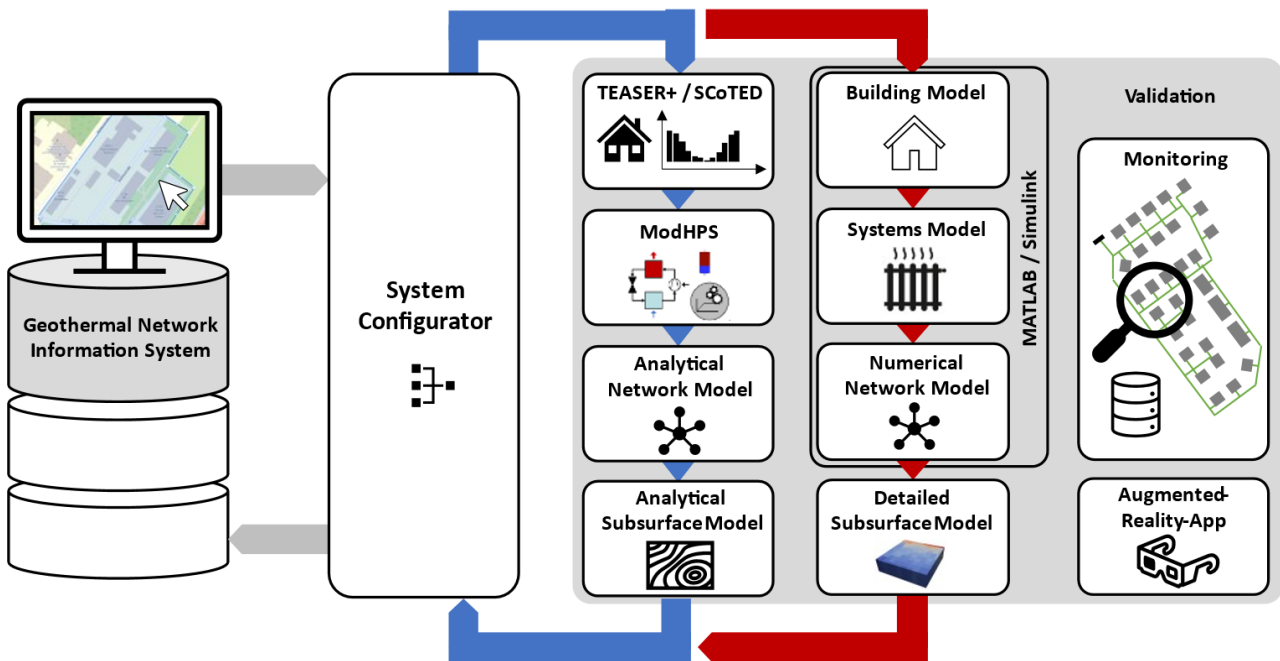 Geothermal Network
Information System
System
Configurator
TEASER+ / SCoTED
ModHPS
Analytical
Network Model
Analytical
Subsurface Model
Building Model
Systems Model
Numerical
Network Model
MATLAB / Simulink
Detailed
Subsurface Model
Validation
Monitoring
Augmented-
Reality-App